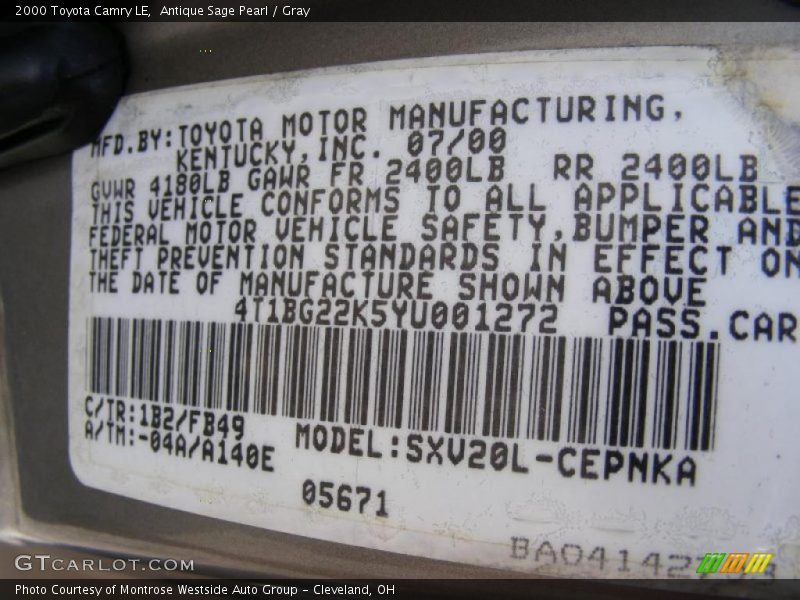 2000 Toyota Camry LE, Antique Sage Pearl / Gray
MFD.BY:TOYOTA MOTOR MANUFACTURING,
KENTUCKY,INC. 07/00
GVWR 4180LB GAWR FR 2400LB RR 2400LB
THIS VEHICLE CONFORMS TO ALL APPLICABLE
FEDERAL MOTOR VEHICLE SAFETY,BUMPER AND
THEFT PREVENTION STANDARDS IN EFFECT ON
THE DATE OF MANUFACTURE SHOWN ABOVE
4T1BG22K5YU001272 PASS.CAR
C/TR:1B2/FB49
A/TM:-04A/A140E MODEL:SXV20L-CEPNKA
05671
GTCARLOT.COM
Photo Courtesy of Montrose Westside Auto Group - Cleveland, OH